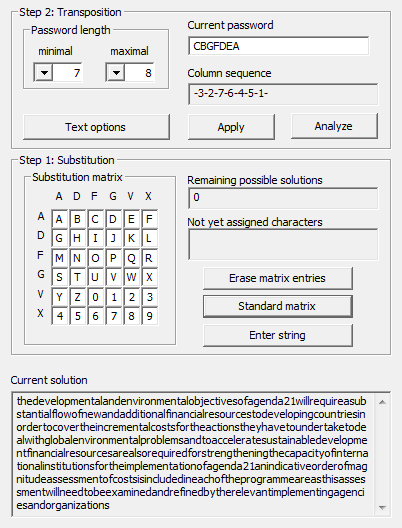 Step 2: Transposition
Password length
minimal maximal
7 8
Current password
CBGFDEA
Column sequence
-3-2-7-6-4-5-1-
Text options Apply Analyze
Step 1: Substitution
Substitution matrix
A D F G V X
A A B C D E F
D G H I J K L
F M N O P Q R
G S T U V W X
V Y Z 0 1 2 3
X 4 5 6 7 8 9
Remaining possible solutions
0
Not yet assigned characters
Erase matrix entries
Standard matrix
Enter string
Current solution
thedevelopmentalandenvironmentalobjectivesofagenda21willrequireasub
stantialflowofnewandadditionalfinancialresourcestodevelopingcountriesin
ordertocovertheincrementalcostsfortheactionstheyhavetoundertaketode
alwithglobalenvironmentalproblemsandtoacceleratesustainabledevelopme
ntfinancialresourcesarealsorequiredforstrengtheningthecapacityofinterna
tionalinstitutionsfortheimplementationofagenda21anindicativeorderofmag
nitudeassessmentofcostsisincludedineachoftheprogrammeareasthisasses
smentwillneedtobeexaminedandrefinedbytherelevantimplementingagenci
esandorganizations